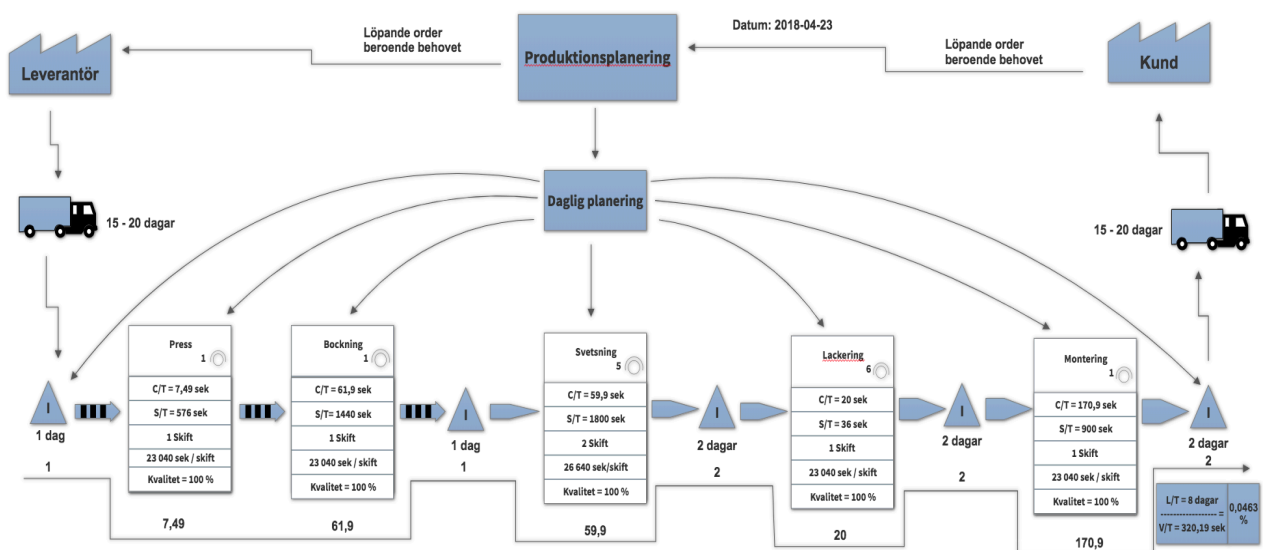 Leverantör
Löpande order
beroende behovet
Produktionsplanering
Datum: 2018-04-23
Löpande order
beroende behovet
Kund
Daglig planering
15 - 20 dagar
15 - 20 dagar
I
1 dag
1
Press
1
C/T = 7,49 sek
S/T = 576 sek
1 Skift
23 040 sek / skift
Kvalitet = 100 %
7,49
Bockning
1
C/T = 61,9 sek
S/T= 1440 sek
1 Skift
23 040 sek / skift
Kvalitet = 100 %
61,9
I
1 dag
1
Svetsning
5
C/T = 59,9 sek
S/T = 1800 sek
2 Skift
26 640 sek/skift
Kvalitet = 100 %
59,9
I
2 dagar
2
Lackering
6
C/T = 20 sek
S/T = 36 sek
1 Skift
23 040 sek / skift
Kvalitet = 100 %
20
I
2 dagar
2
Montering
1
C/T = 170,9 sek
S/T = 900 sek
1 Skift
23 040 sek / skift
Kvalitet = 100 %
170,9
I
2 dagar
2
L/T = 8 dagar
------------------ =
V/T = 320,19 sek
0,0463
%